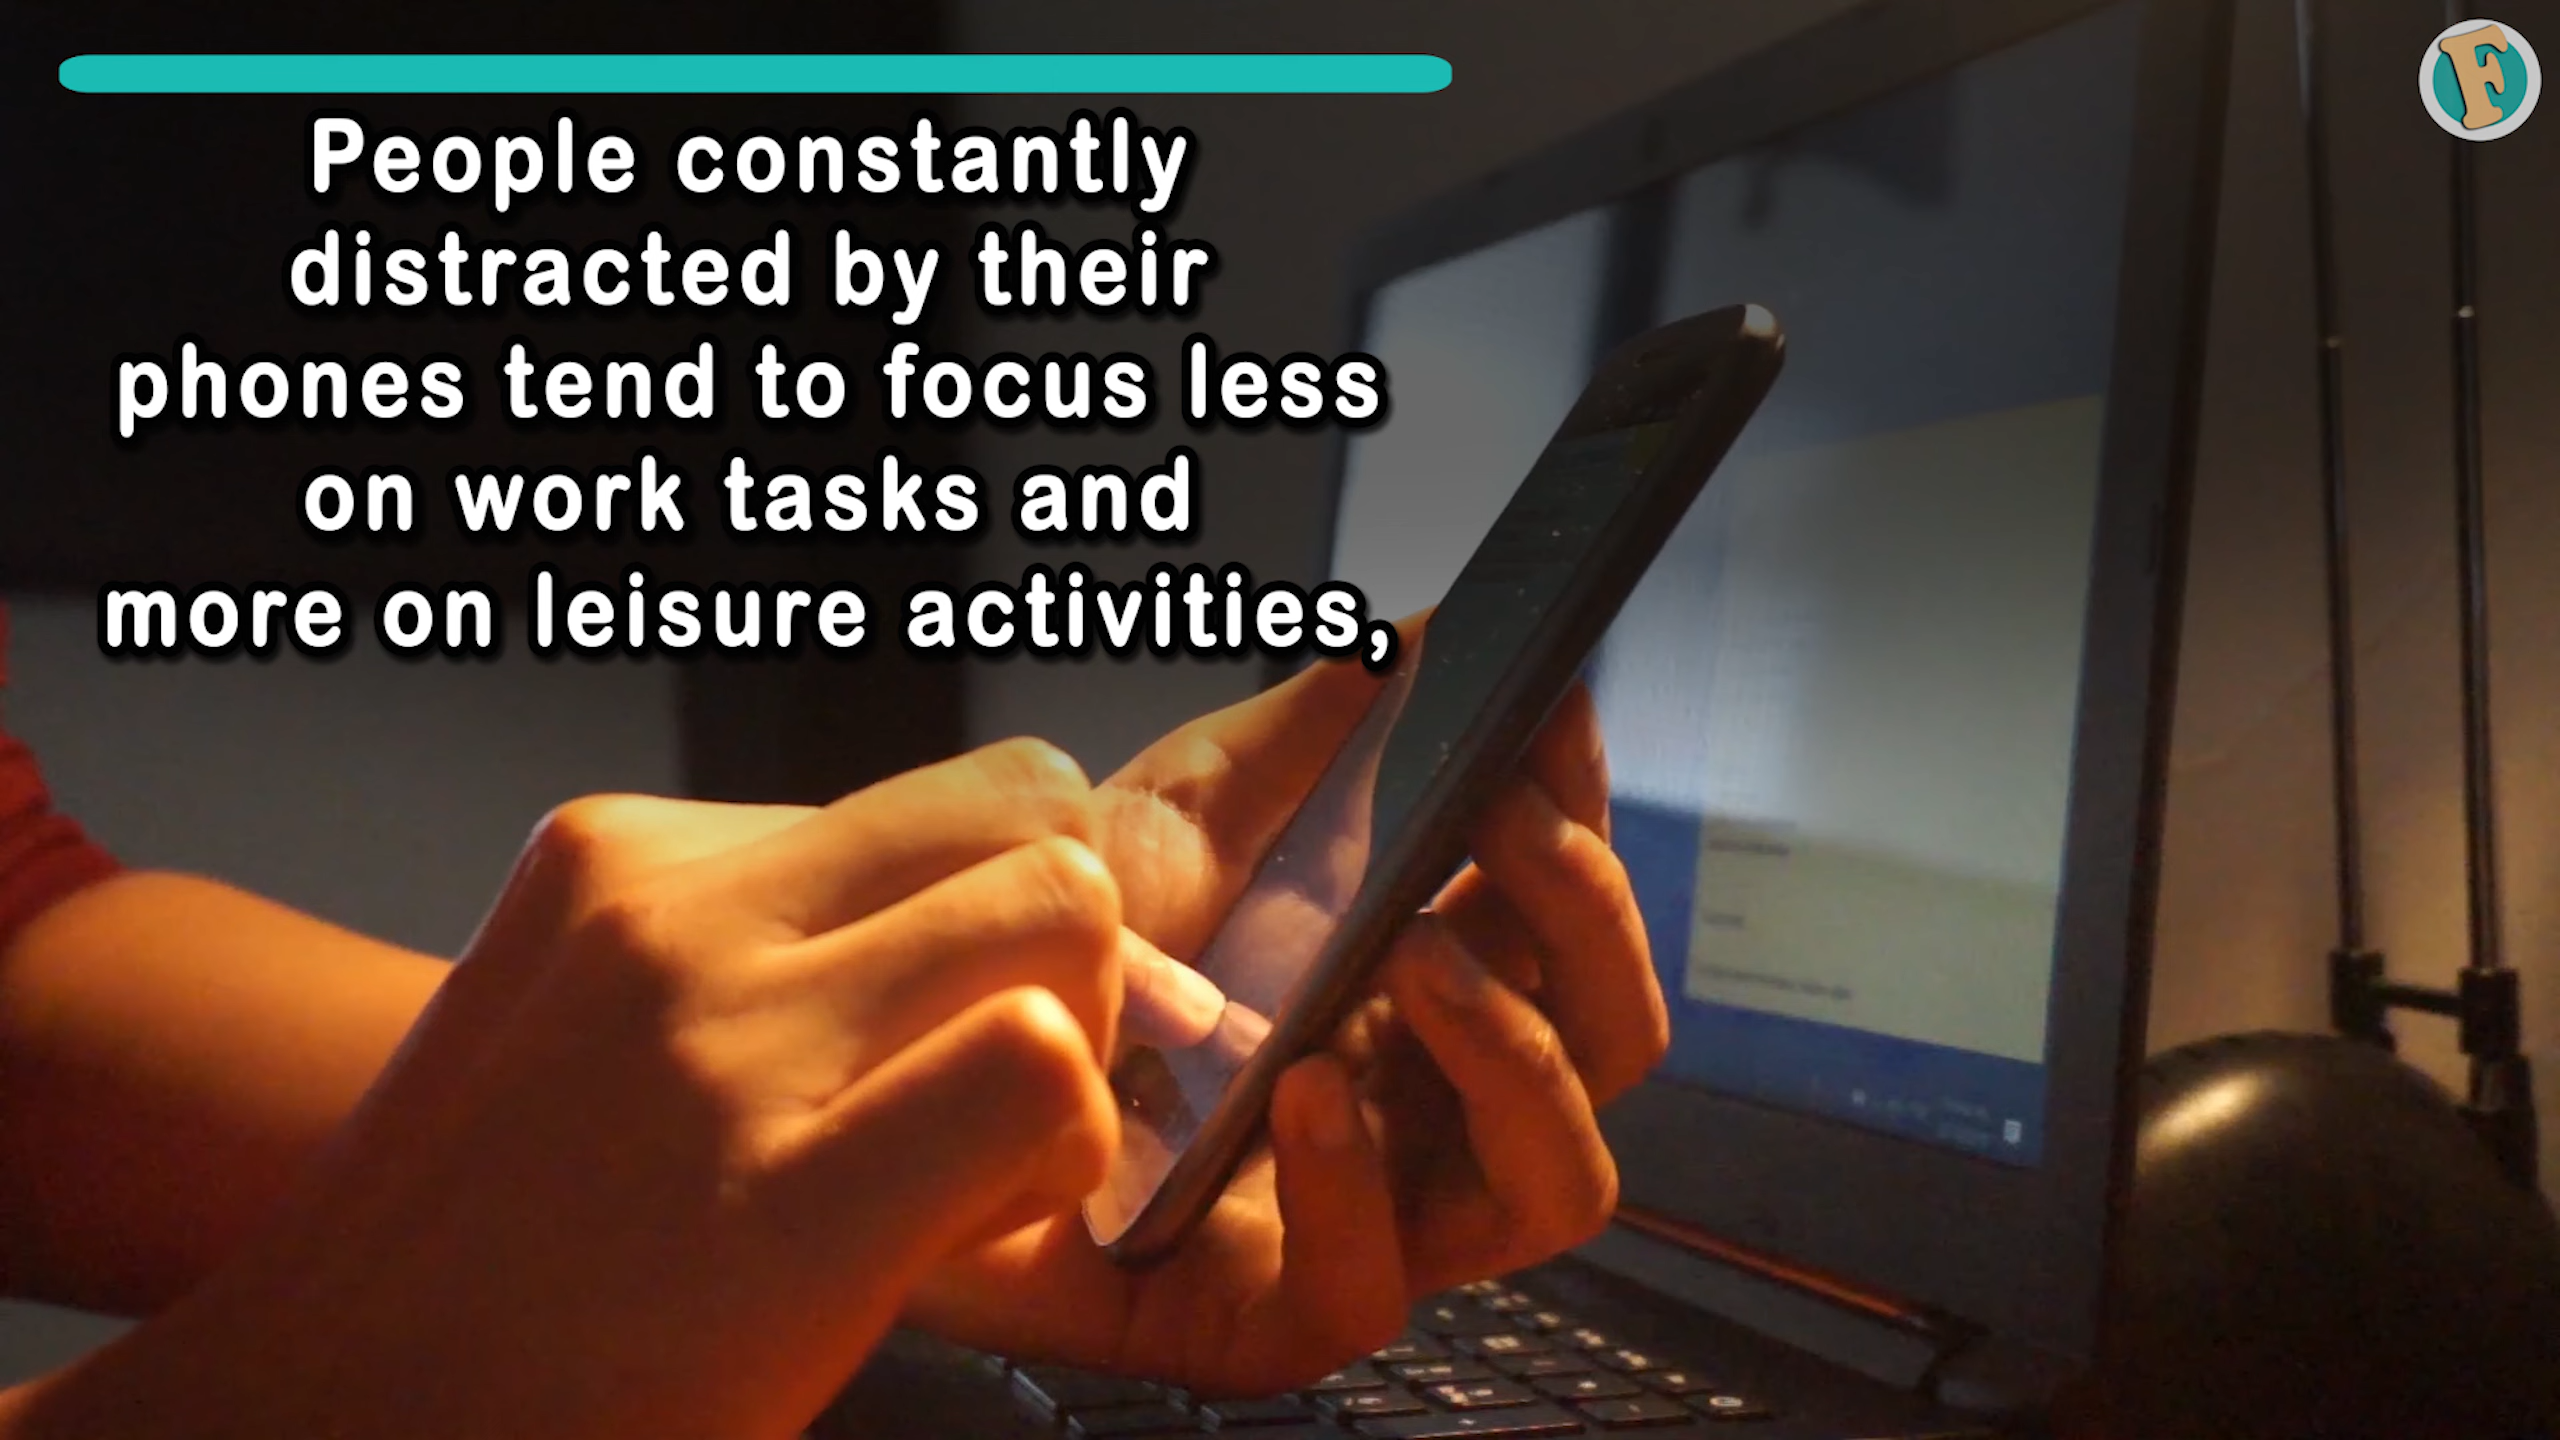 F
People constantly
distracted by their
phones tend to focus less
on work tasks and
more on leisure activities,